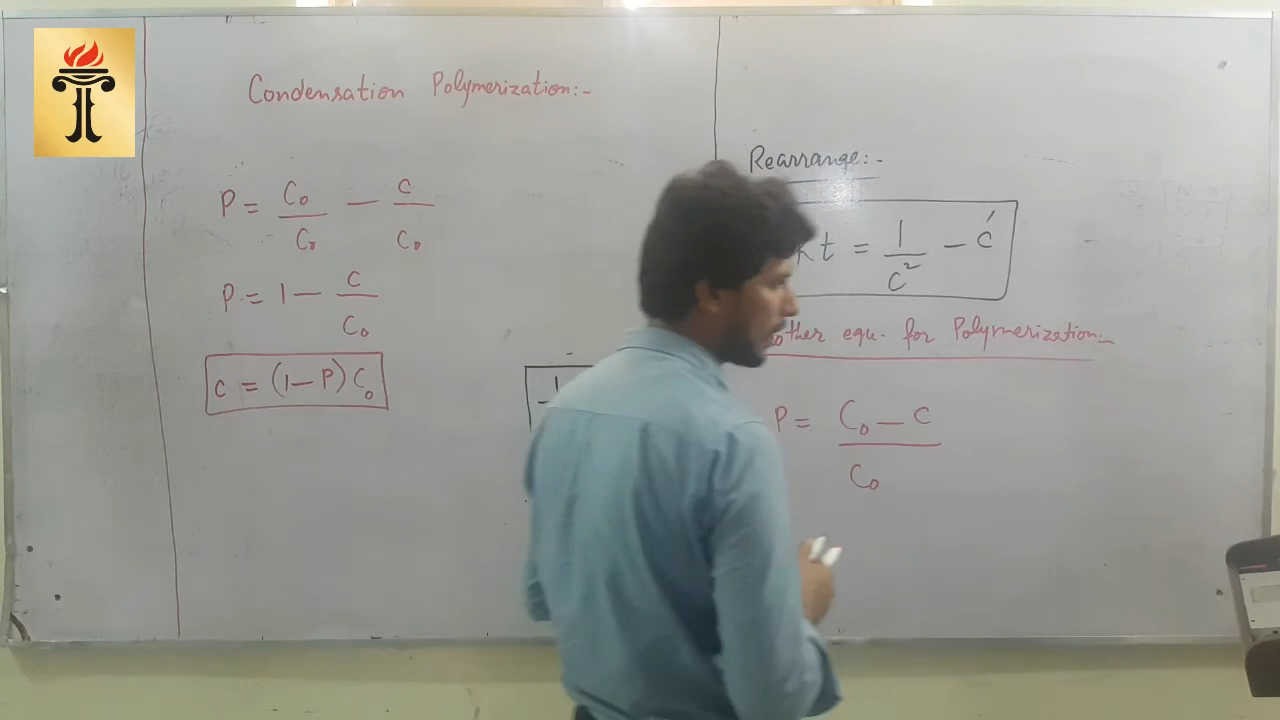 Condensation Polymerization:-
P = C₀/C₀ — c/C₀
P = 1 — c/C₀
c = (1 — P) C₀
1
Rearrange:-
kt = 1/c² — c′
other equ. for Polymerization:-
P = C₀ — c/C₀